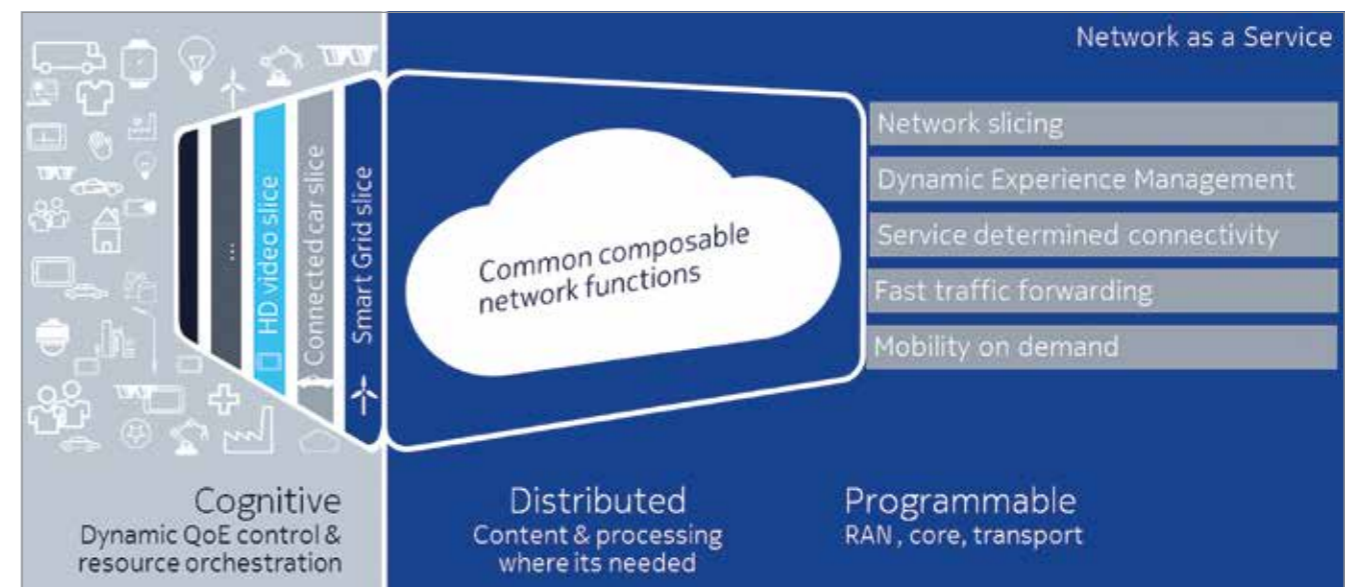 Network as a Service
Network slicing
Dynamic Experience Management
Service determined connectivity
Fast traffic forwarding
Mobility on demand
...
HD video slice
Connected car slice
Smart Grid slice
Common composable
network functions
Cognitive
Dynamic QoE control &
resource orchestration
Distributed
Content & processing
where its needed
Programmable
RAN, core, transport